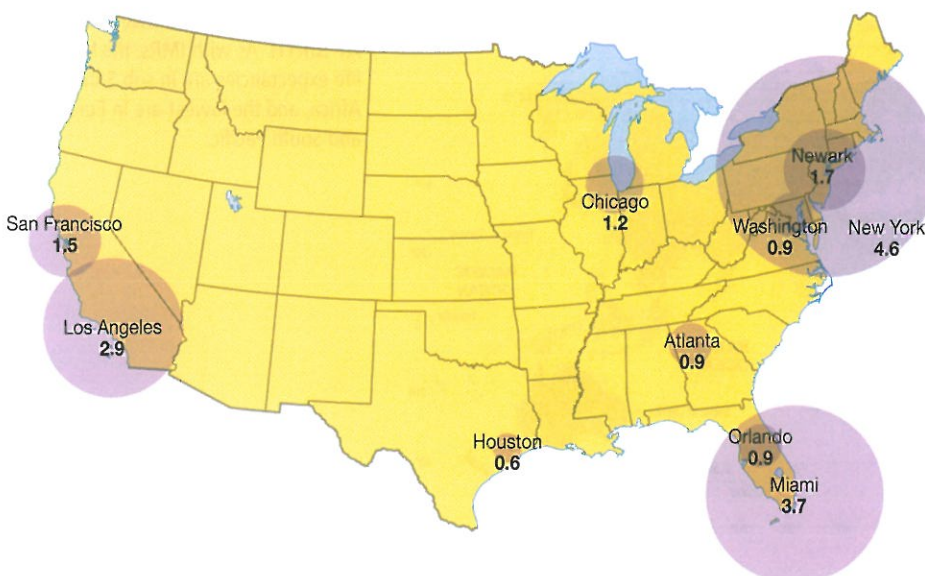 San Francisco
1.5
Los Angeles
2.9
Houston
0.6
Chicago
1.2
Atlanta
0.9
Newark
1.7
Washington
0.9
New York
4.6
Orlando
0.9
Miami
3.7